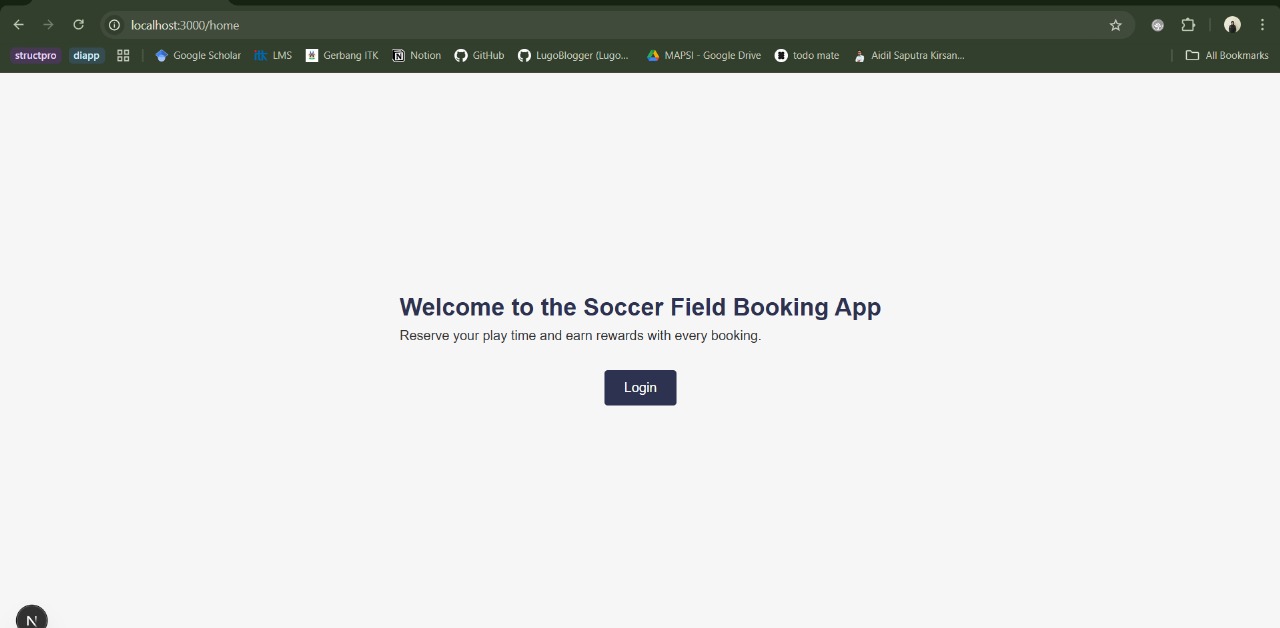 localhost:3000/home
structpro diapp Google Scholar LMS Gerbang ITK Notion GitHub LugoBlogger (Lugo... MAPSI - Google Drive todo mate Aidil Saputra Kirsan... All Bookmarks
Welcome to the Soccer Field Booking App
Reserve your play time and earn rewards with every booking.
Login
N